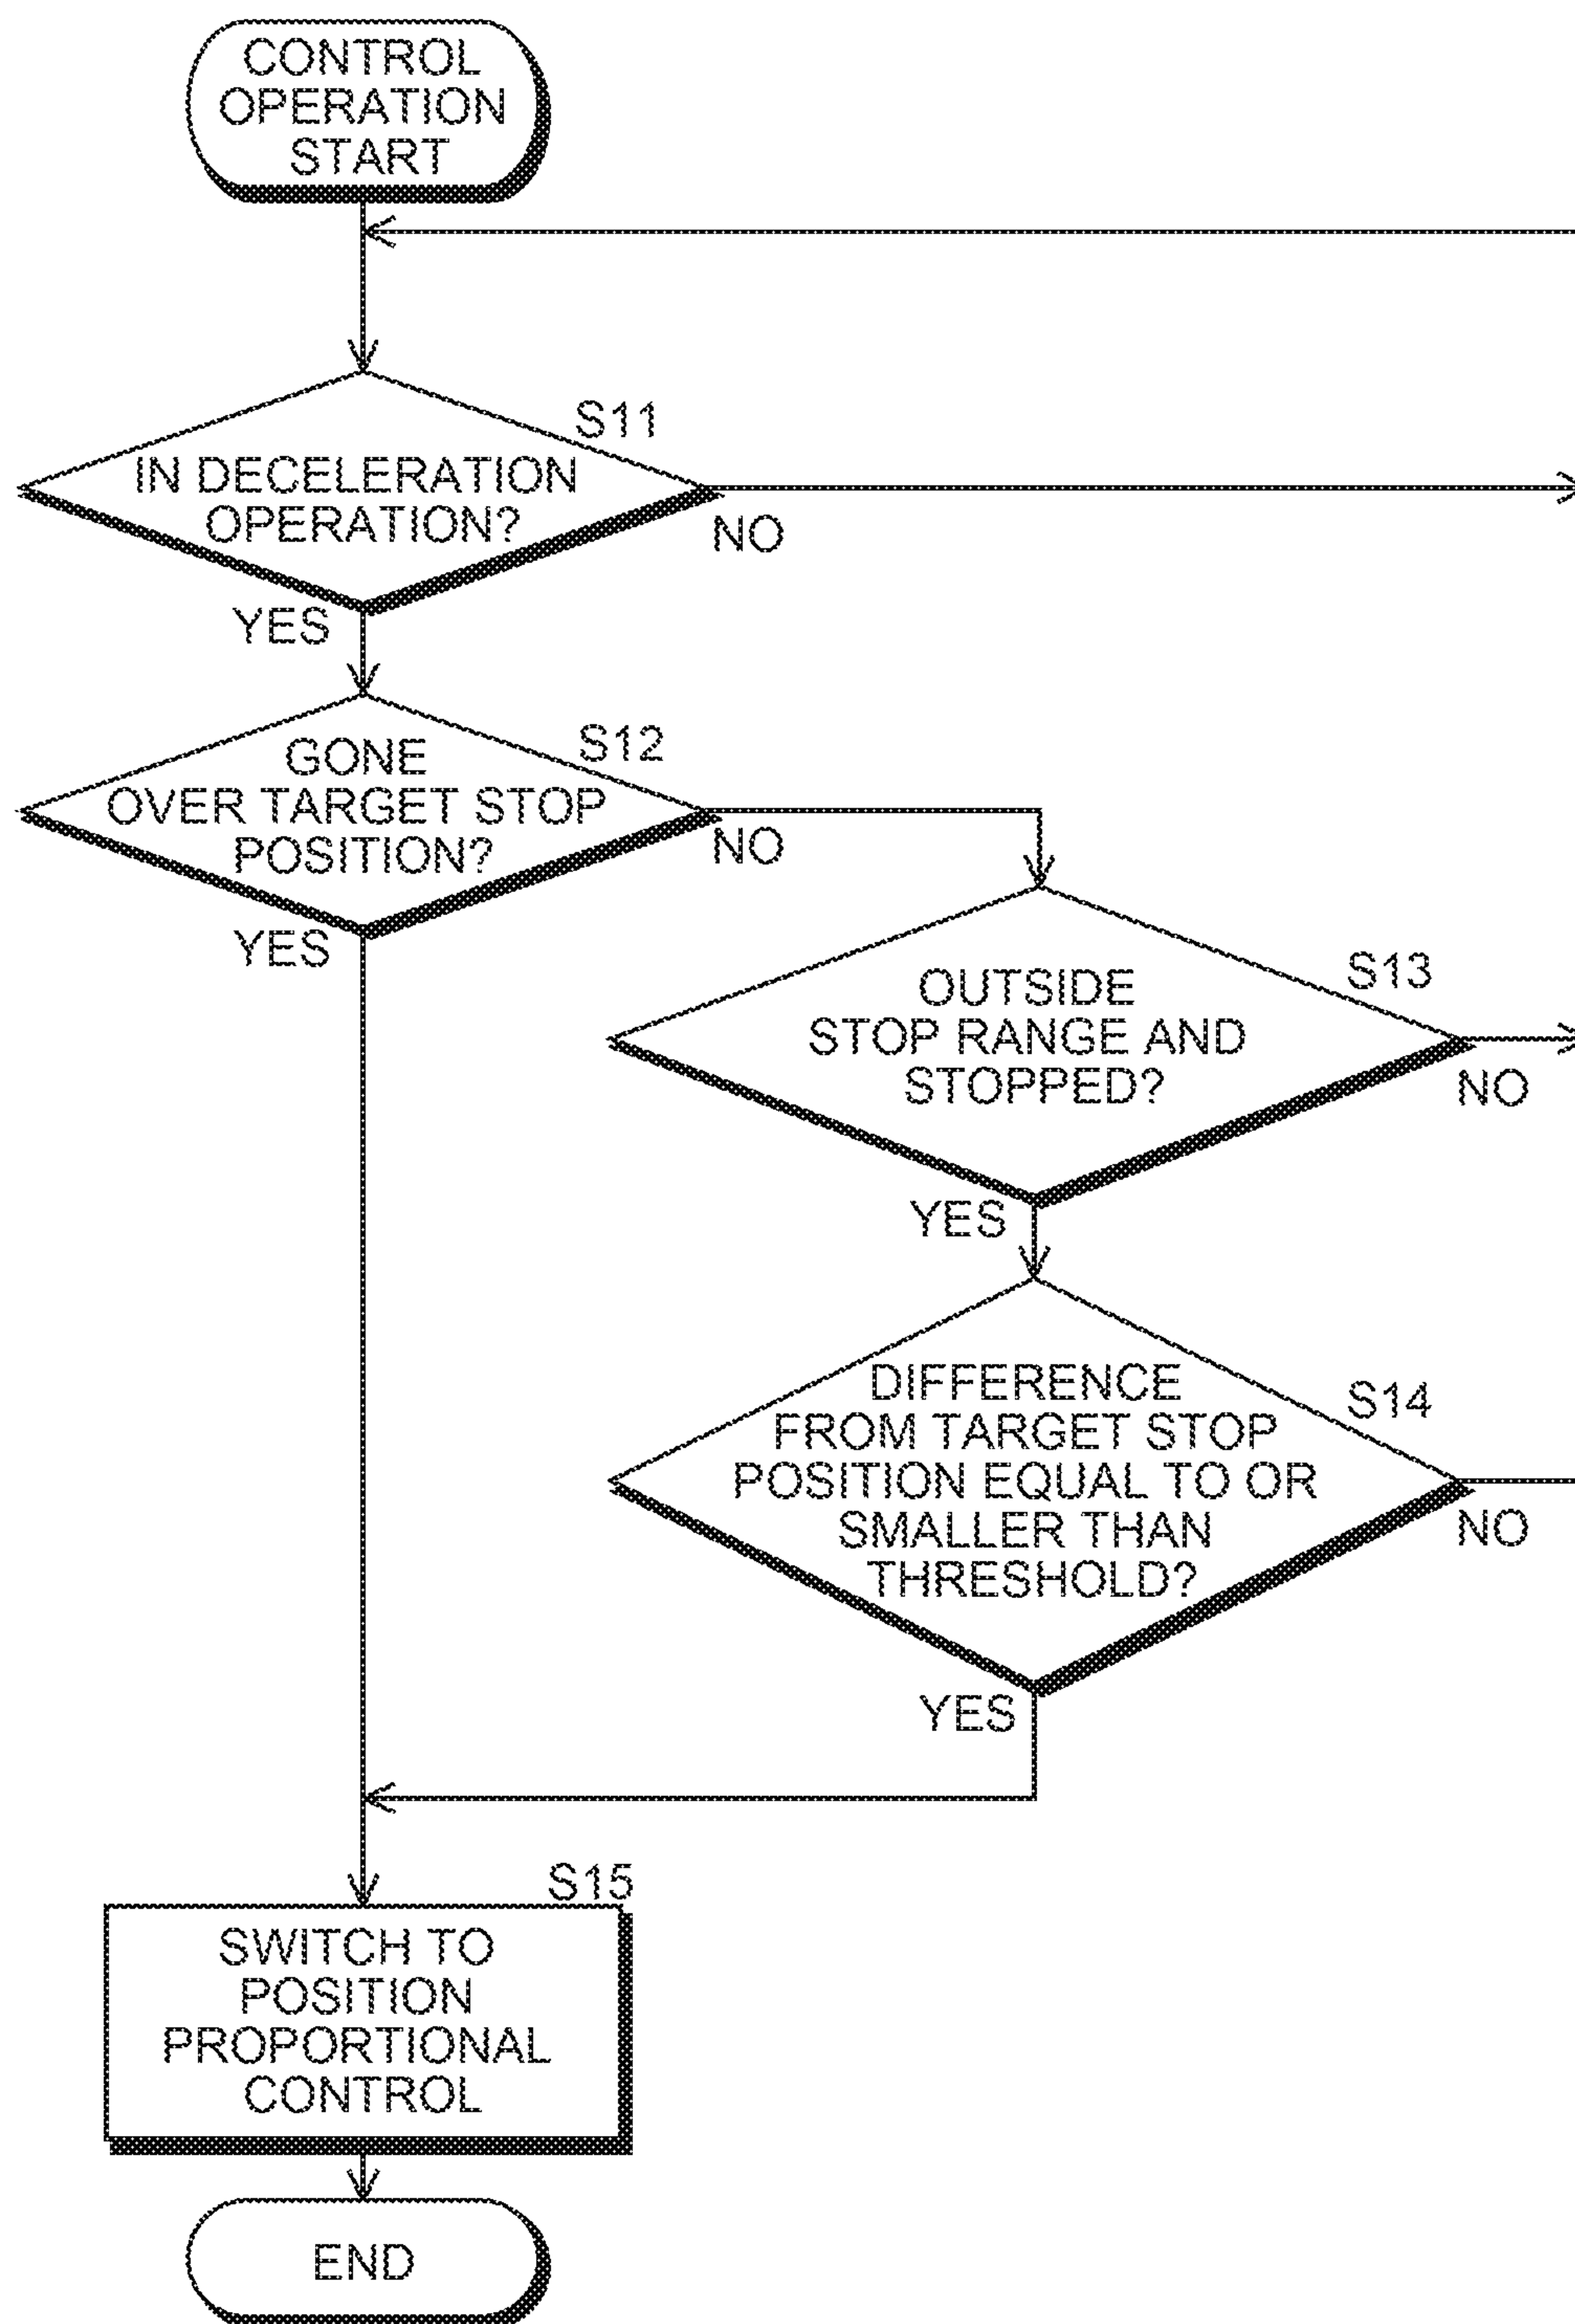 CONTROL
OPERATION
START
S11
IN DECELERATION
OPERATION?
NO
YES
S12
GONE
OVER TARGET STOP
POSITION?
NO
YES
S13
OUTSIDE
STOP RANGE AND
STOPPED?
NO
YES
S14
DIFFERENCE
FROM TARGET STOP
POSITION EQUAL TO OR
SMALLER THAN
THRESHOLD?
NO
YES
S15
SWITCH TO
POSITION
PROPORTIONAL
CONTROL
END